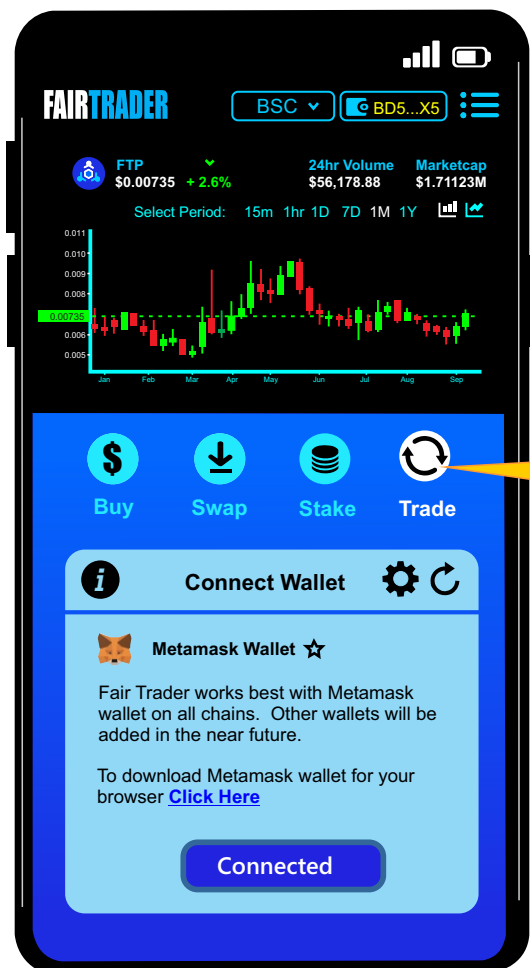 FAIRTRADER
BSC
BD5...X5
FTP 24hr Volume Marketcap
$0.00735 + 2.6% $56,178.88 $1.71123M
Select Period: 15m 1hr 1D 7D 1M 1Y
0.011
0.010
0.009
0.008
0.00735
0.006
0.005
Jan Feb Mar Apr May Jun Jul Aug Sep
$
Buy Swap Stake Trade
i
Connect Wallet
Metamask Wallet
Fair Trader works best with Metamask
wallet on all chains. Other wallets will be
added in the near future.
To download Metamask wallet for your
browser Click Here
Connected